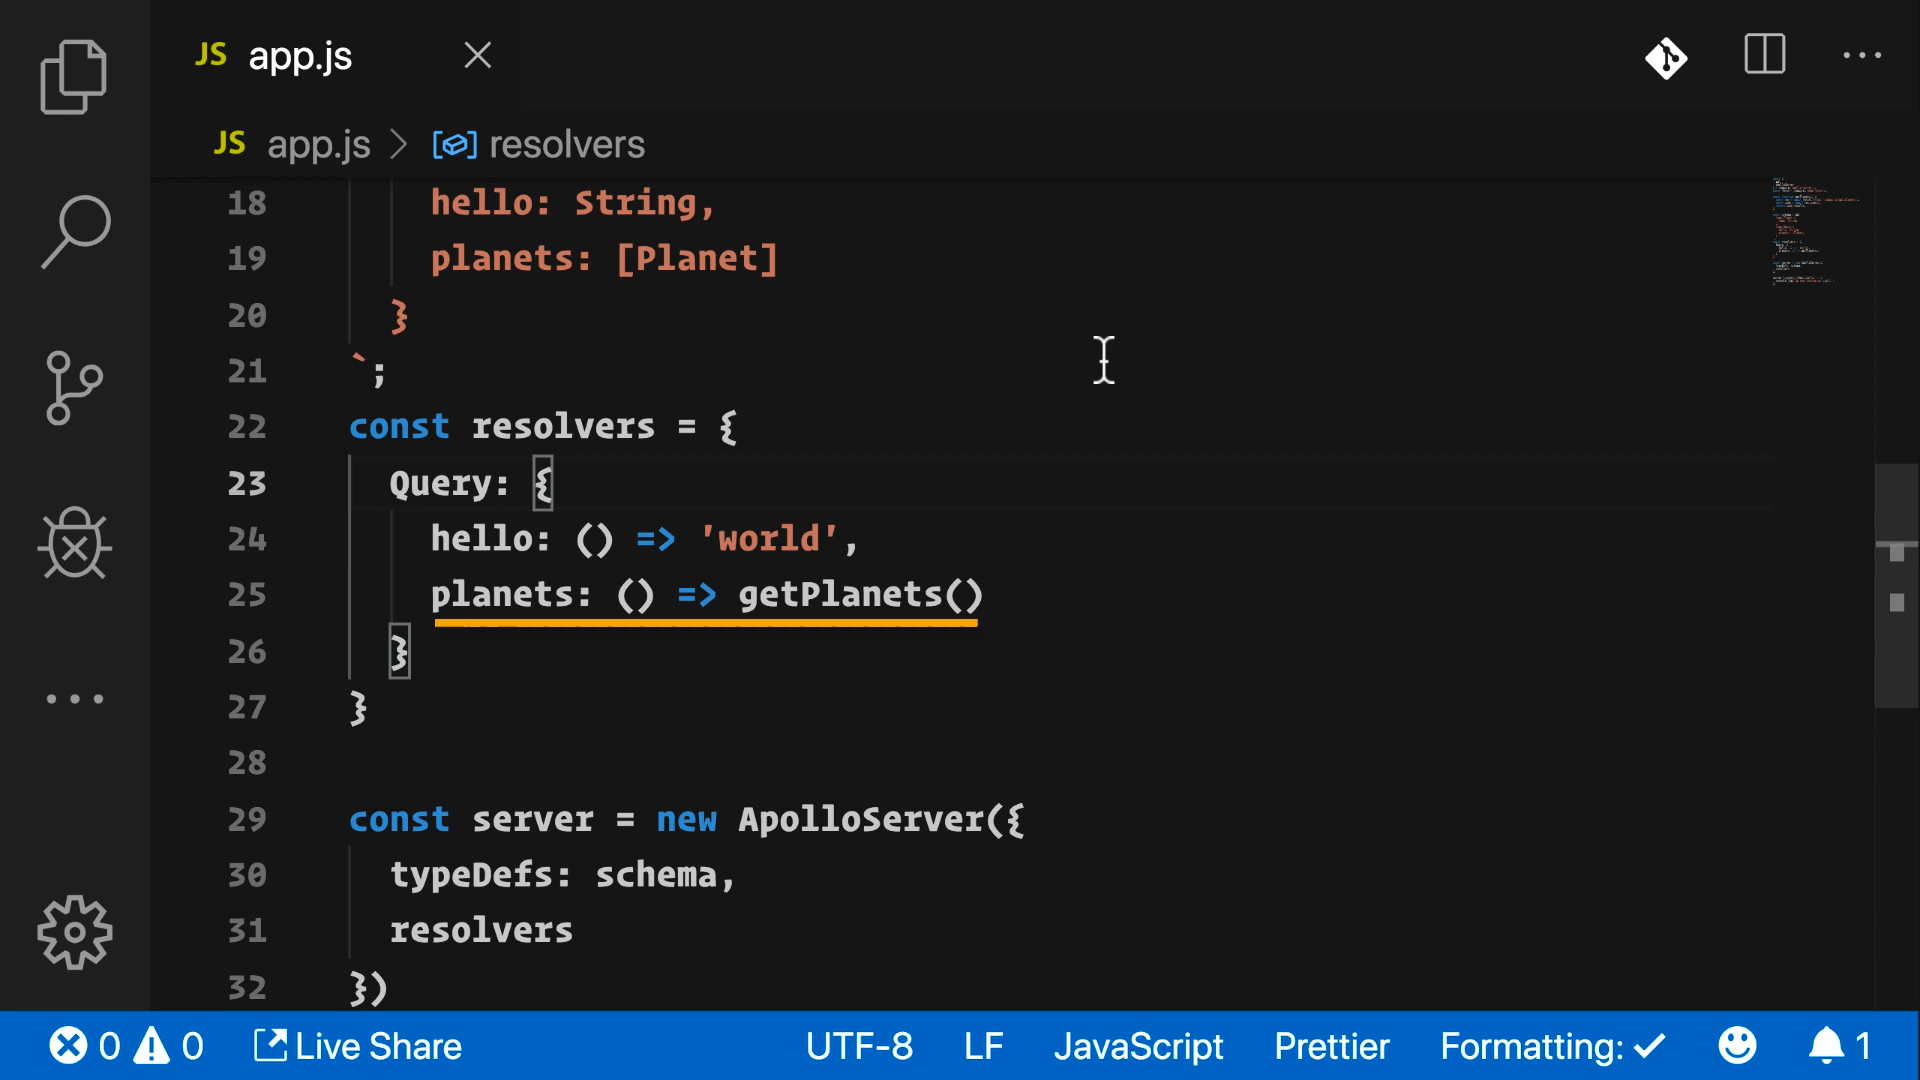 JS app.js
JS app.js > resolvers
18 hello: String,
19 planets: [Planet]
20 }
21 `;
22 const resolvers = {
23 Query: {
24 hello: () => 'world',
25 planets: () => getPlanets()
26 }
27 }
28
29 const server = new ApolloServer({
30 typeDefs: schema,
31 resolvers
32 })
0 0 Live Share UTF-8 LF JavaScript Prettier Formatting: ✓ 1